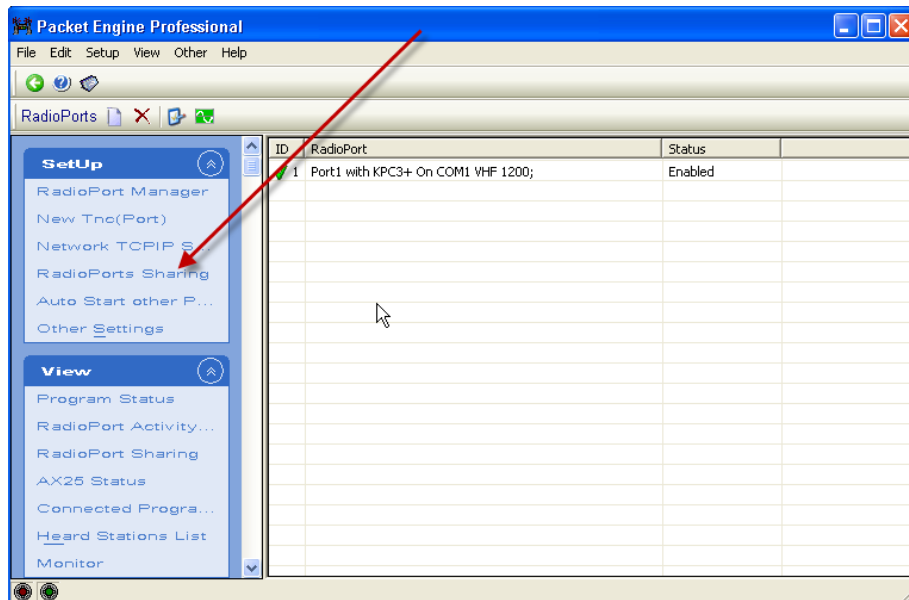 Packet Engine Professional
File Edit Setup View Other Help
RadioPorts
SetUp
RadioPort Manager
New Tnc(Port)
Network TCPIP S...
RadioPorts Sharing
Auto Start other P...
Other Settings
View
Program Status
RadioPort Activity...
RadioPort Sharing
AX25 Status
Connected Progra...
Heard Stations List
Monitor
ID RadioPort Status
1 Port1 with KPC3+ On COM1 VHF 1200; Enabled